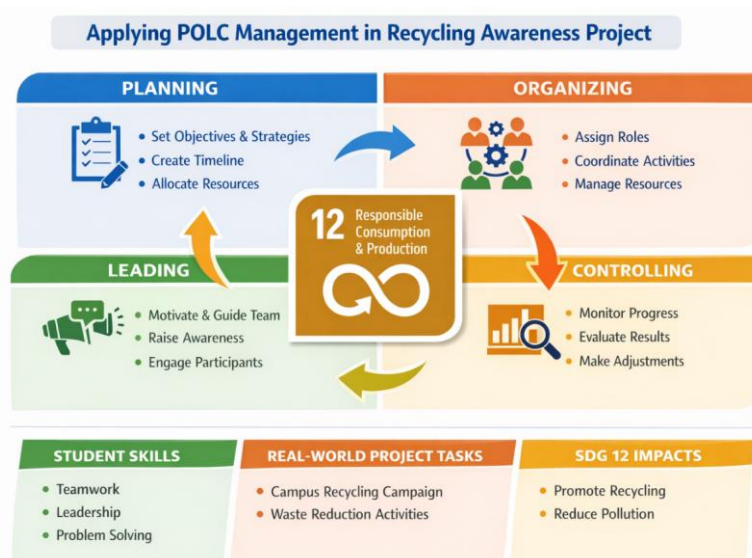 Applying POLC Management in Recycling Awareness Project
PLANNING
• Set Objectives & Strategies
• Create Timeline
• Allocate Resources
ORGANIZING
• Assign Roles
• Coordinate Activities
• Manage Resources
12 Responsible
Consumption
& Production
LEADING
• Motivate & Guide Team
• Raise Awareness
• Engage Participants
CONTROLLING
• Monitor Progress
• Evaluate Results
• Make Adjustments
STUDENT SKILLS
• Teamwork
• Leadership
• Problem Solving
REAL-WORLD PROJECT TASKS
• Campus Recycling Campaign
• Waste Reduction Activities
SDG 12 IMPACTS
• Promote Recycling
• Reduce Pollution